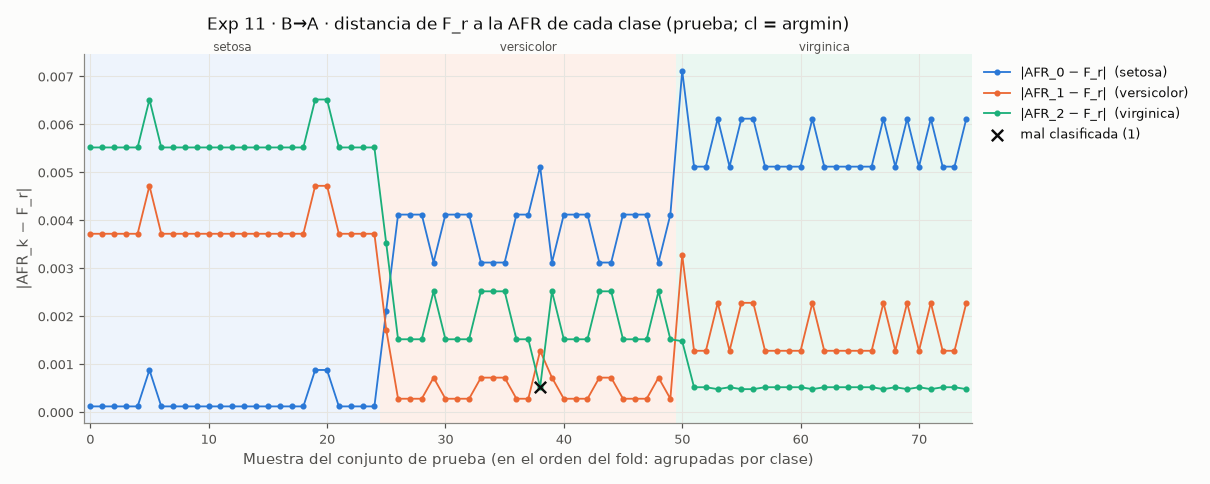 Exp 11 · B→A · distancia de F_r a la AFR de cada clase (prueba; cl = argmin)
setosa
versicolor
virginica
|AFR_k − F_r|
0.007
0.006
0.005
0.004
0.003
0.002
0.001
0.000
0
10
20
30
40
50
60
70
Muestra del conjunto de prueba (en el orden del fold: agrupadas por clase)
|AFR_0 − F_r| (setosa)
|AFR_1 − F_r| (versicolor)
|AFR_2 − F_r| (virginica)
mal clasificada (1)